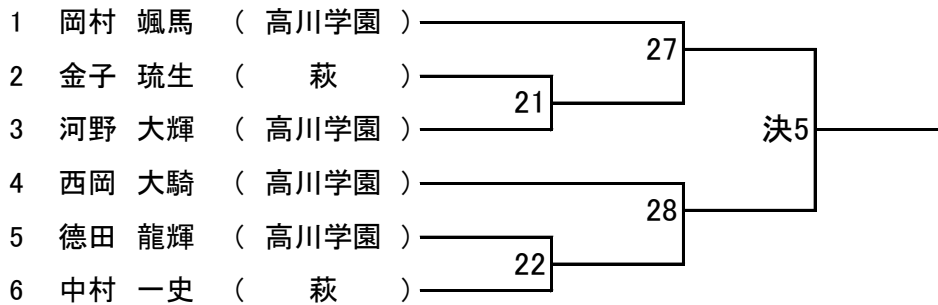 1 岡村 颯馬 （ 高川学園 ）
27
2 金子 琉生 （ 萩 ）
21
3 河野 大輝 （ 高川学園 ）
決5
4 西岡 大騎 （ 高川学園 ）
28
5 德田 龍輝 （ 高川学園 ）
22
6 中村 一史 （ 萩 ）